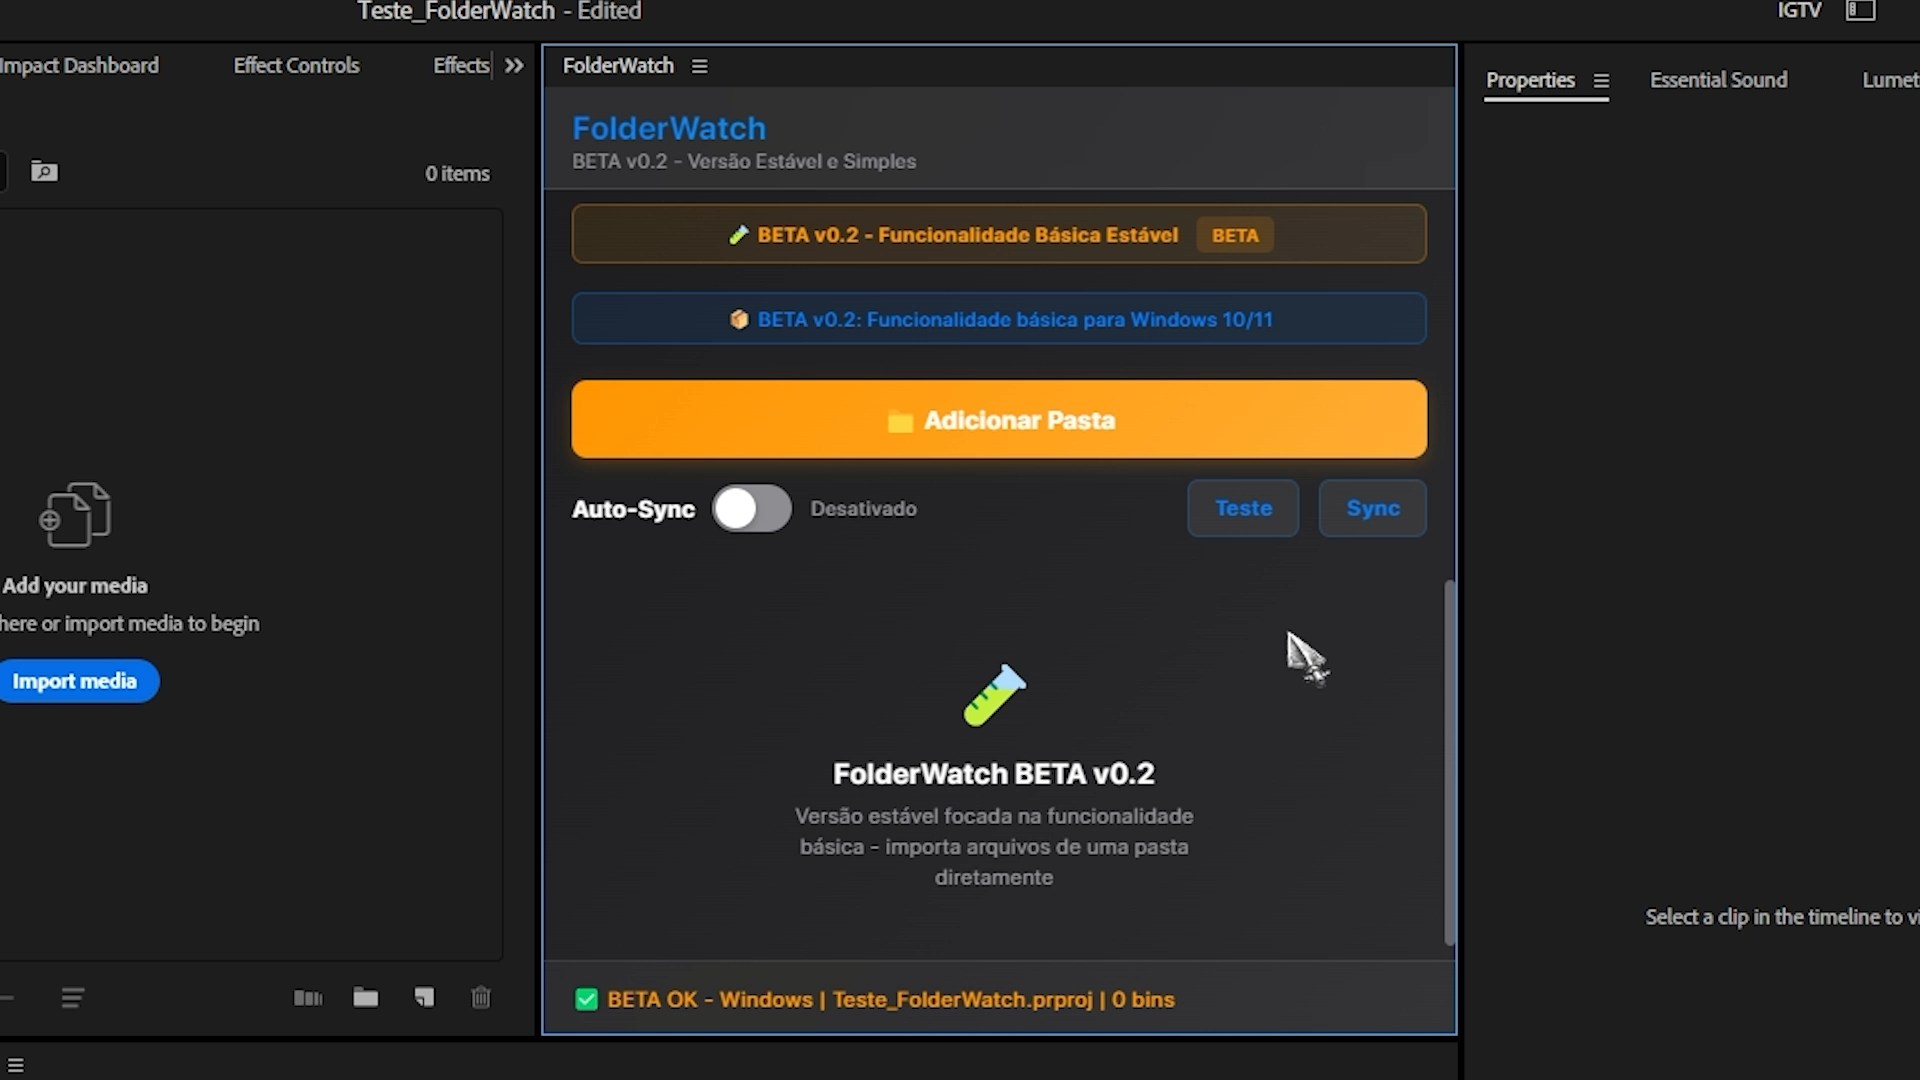 Teste_FolderWatch - Edited
IGTV
Impact Dashboard
Effect Controls
Effects
FolderWatch
Properties
Essential Sound
Lumet
0 items
FolderWatch
BETA v0.2 - Versão Estável e Simples
BETA v0.2 - Funcionalidade Básica Estável
BETA
BETA v0.2: Funcionalidade básica para Windows 10/11
Adicionar Pasta
Auto-Sync
Desativado
Teste
Sync
Add your media
here or import media to begin
Import media
FolderWatch BETA v0.2
Versão estável focada na funcionalidade
básica - importa arquivos de uma pasta
diretamente
Select a clip in the timeline to vi
BETA OK - Windows | Teste_FolderWatch.prproj | 0 bins